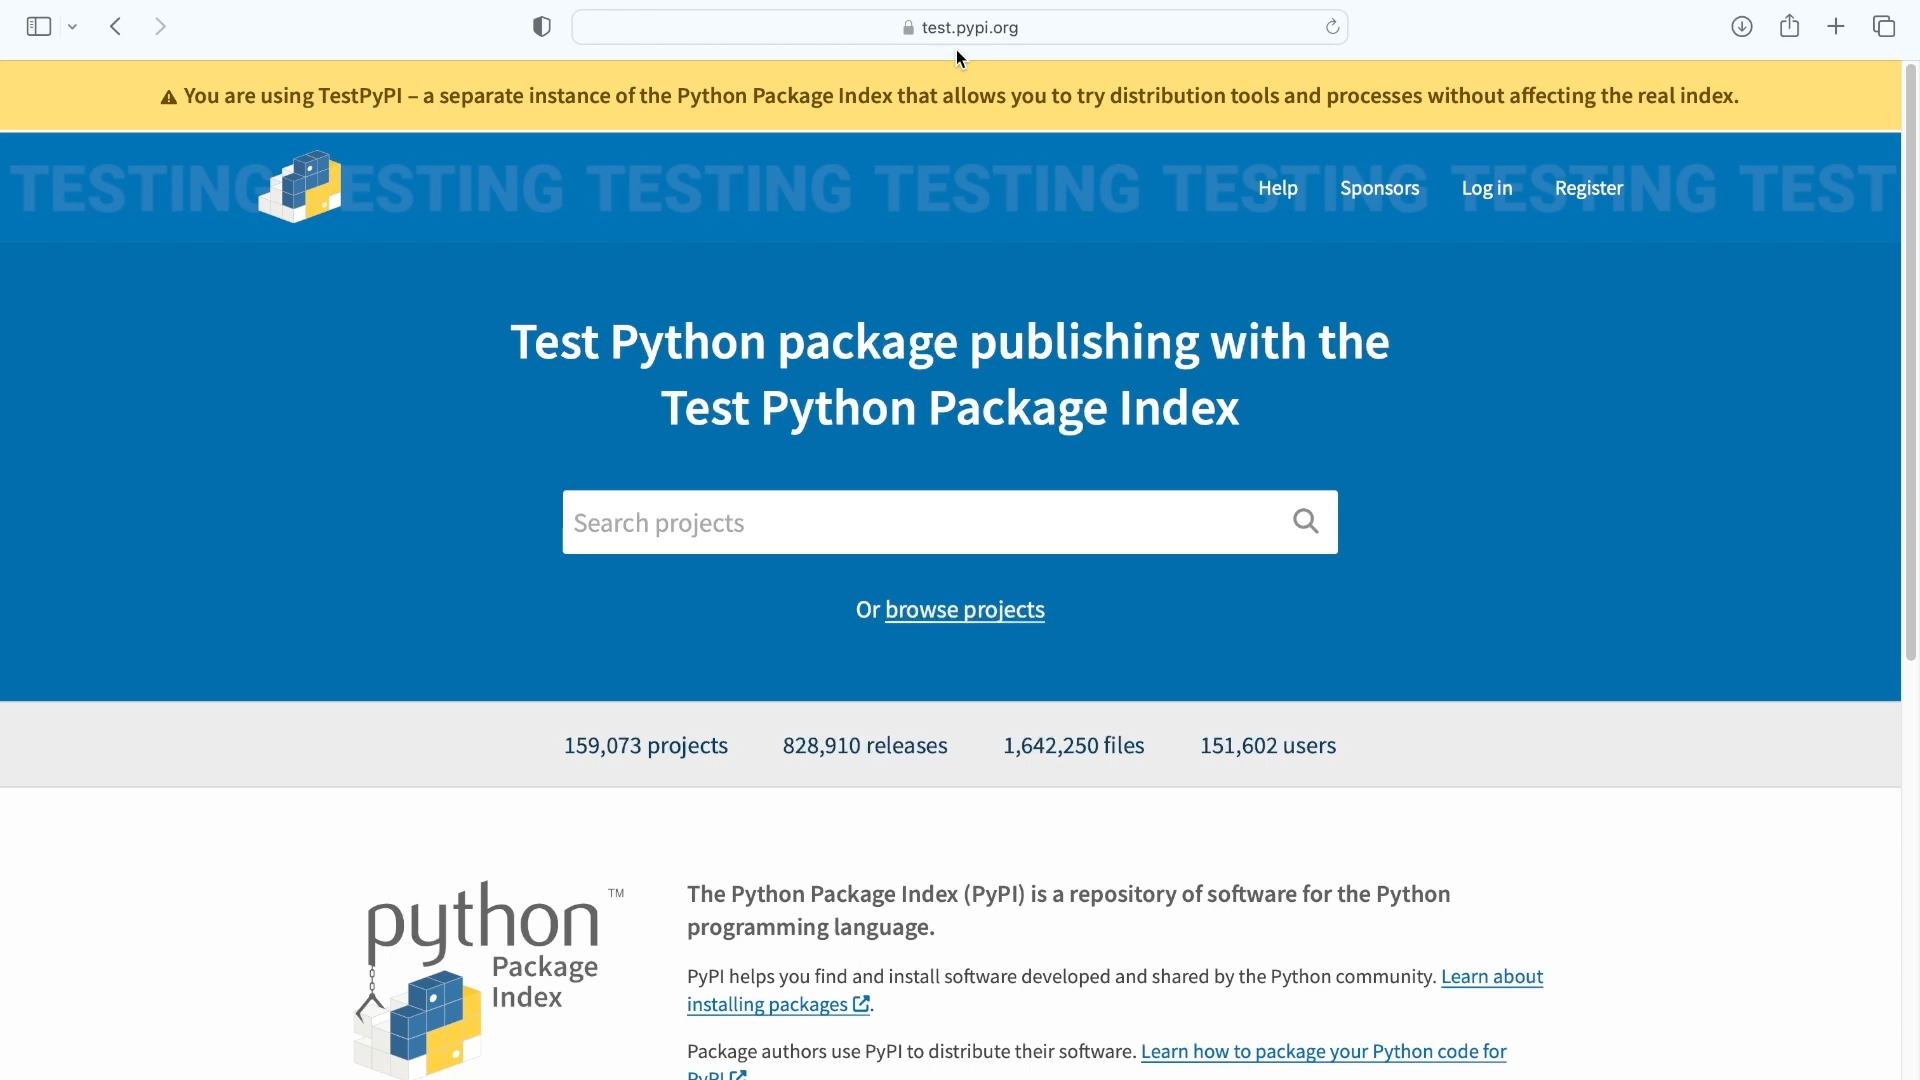 test.pypi.org
You are using TestPyPI – a separate instance of the Python Package Index that allows you to try distribution tools and processes without affecting the real index.
TESTING TESTING TESTING TESTING TESTING TESTING TEST
Help Sponsors Log in Register
Test Python package publishing with the
Test Python Package Index
Search projects
Or browse projects
159,073 projects 828,910 releases 1,642,250 files 151,602 users
python™
Package
Index
The Python Package Index (PyPI) is a repository of software for the Python
programming language.
PyPI helps you find and install software developed and shared by the Python community. Learn about
installing packages.
Package authors use PyPI to distribute their software. Learn how to package your Python code for
PyPI